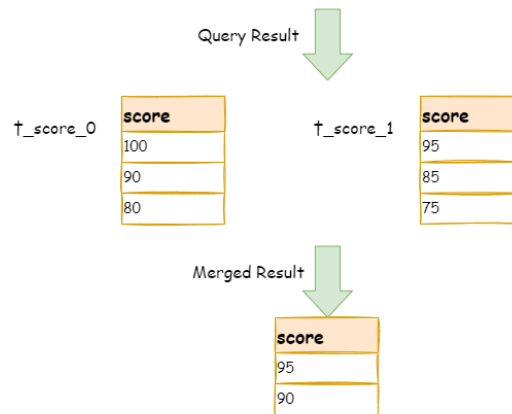 Query Result
t_score_0
score
100
90
80
t_score_1
score
95
85
75
Merged Result
score
95
90